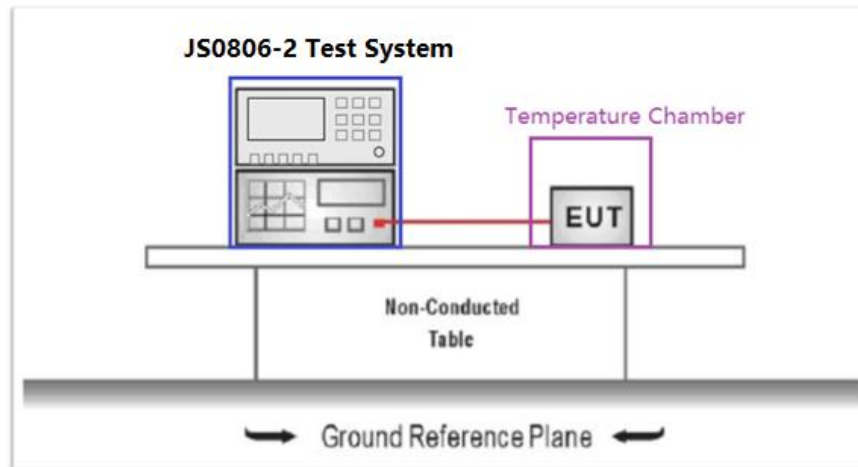 JS0806-2 Test System
Temperature Chamber
EUT
Non-Conducted
Table
Ground Reference Plane